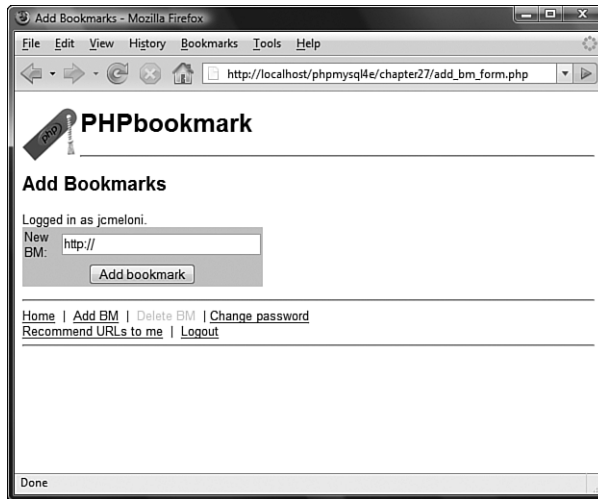 Add Bookmarks - Mozilla Firefox
File Edit View History Bookmarks Tools Help
http://localhost/phpmysql4e/chapter27/add_bm_form.php
php
PHPbookmark
Add Bookmarks
Logged in as jcmeloni.
New BM:
http://
Add bookmark
Home | Add BM | Delete BM | Change password
Recommend URLs to me | Logout
Done